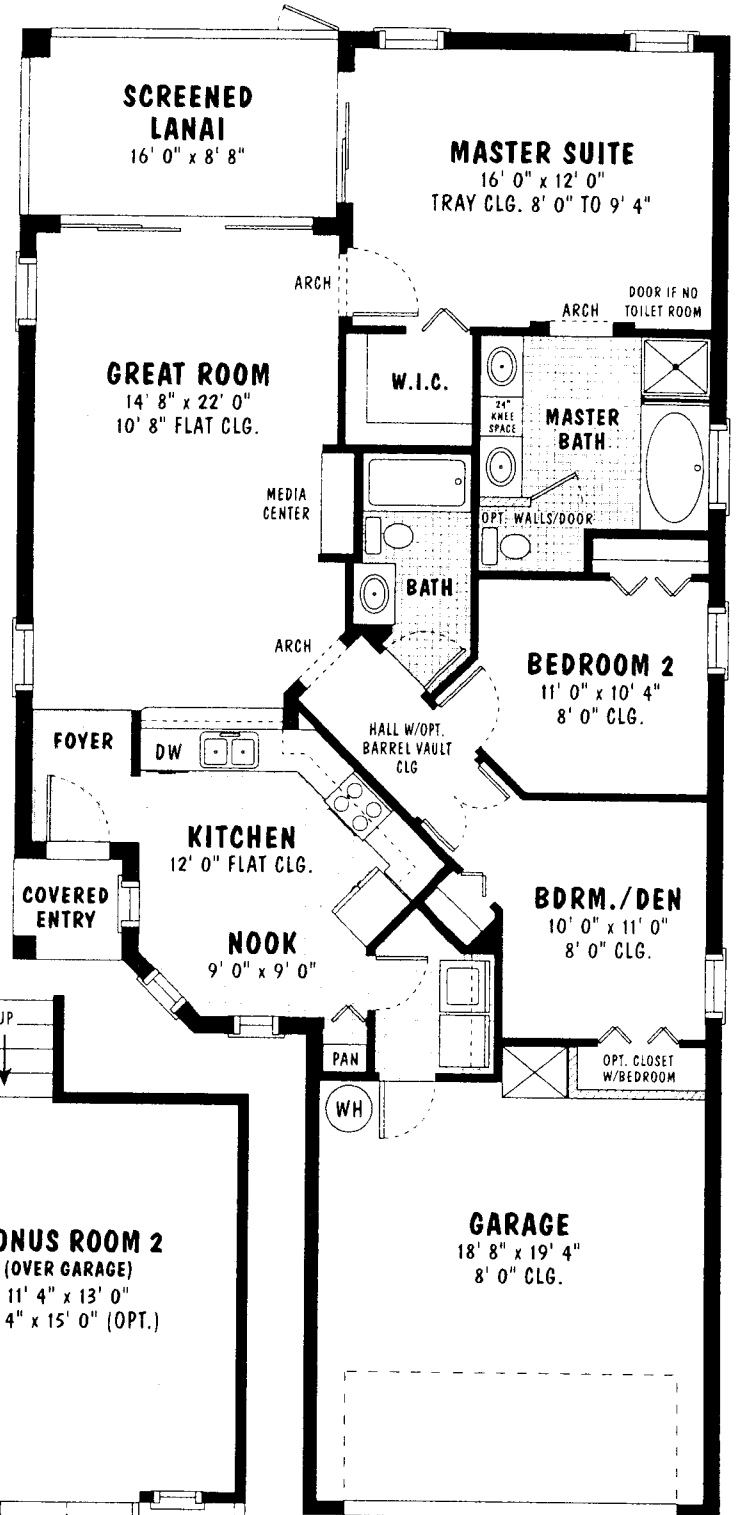 SCREENED
LANAI
16' 0" x 8' 8"
MASTER SUITE
16' 0" x 12' 0"
TRAY CLG. 8' 0" TO 9' 4"
ARCH
ARCH
DOOR IF NO
TOILET ROOM
GREAT ROOM
14' 8" x 22' 0"
10' 8" FLAT CLG.
W.I.C.
24"
KNEE
SPACE
MASTER
BATH
MEDIA
CENTER
OPT. WALLS/DOOR
BATH
ARCH
BEDROOM 2
11' 0" x 10' 4"
8' 0" CLG.
FOYER
DW
HALL W/OPT.
BARREL VAULT
CLG
KITCHEN
12' 0" FLAT CLG.
COVERED
ENTRY
BDRM./DEN
10' 0" x 11' 0"
8' 0" CLG.
NOOK
9' 0" x 9' 0"
UP
PAN
OPT. CLOSET
W/BEDROOM
WH
ONUS ROOM 2
(OVER GARAGE)
11' 4" x 13' 0"
4" x 15' 0" (OPT.)
GARAGE
18' 8" x 19' 4"
8' 0" CLG.